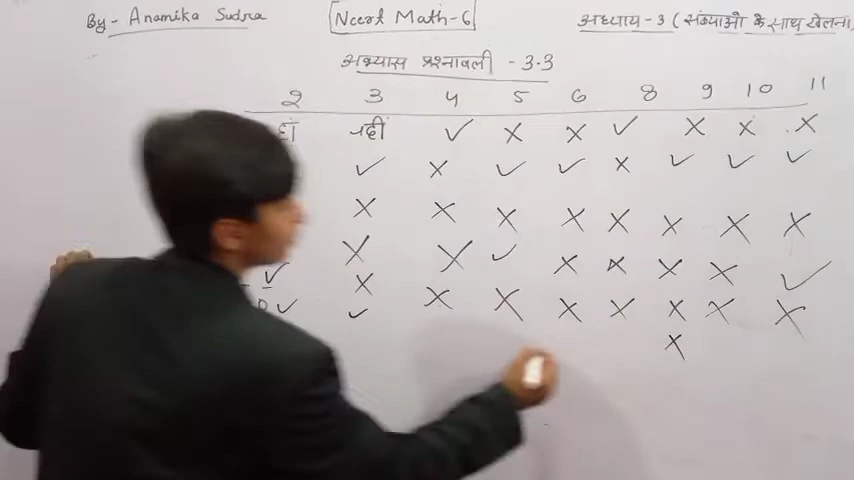 By - Anamika Sudra
Ncert Math-6
अध्याय - 3 ( संख्याओ के साथ खेलना
अभ्यास प्रश्नावली - 3.3
2 3 4 5 6 8 9 10 11
हां नहीं ✓ X X ✓ X X X
✓ X ✓ ✓ X ✓ ✓ ✓
X X X X X X X X
X X ✓ X X X X ✓
✓ X
0 ✓ ✓ X X X X X X X
X